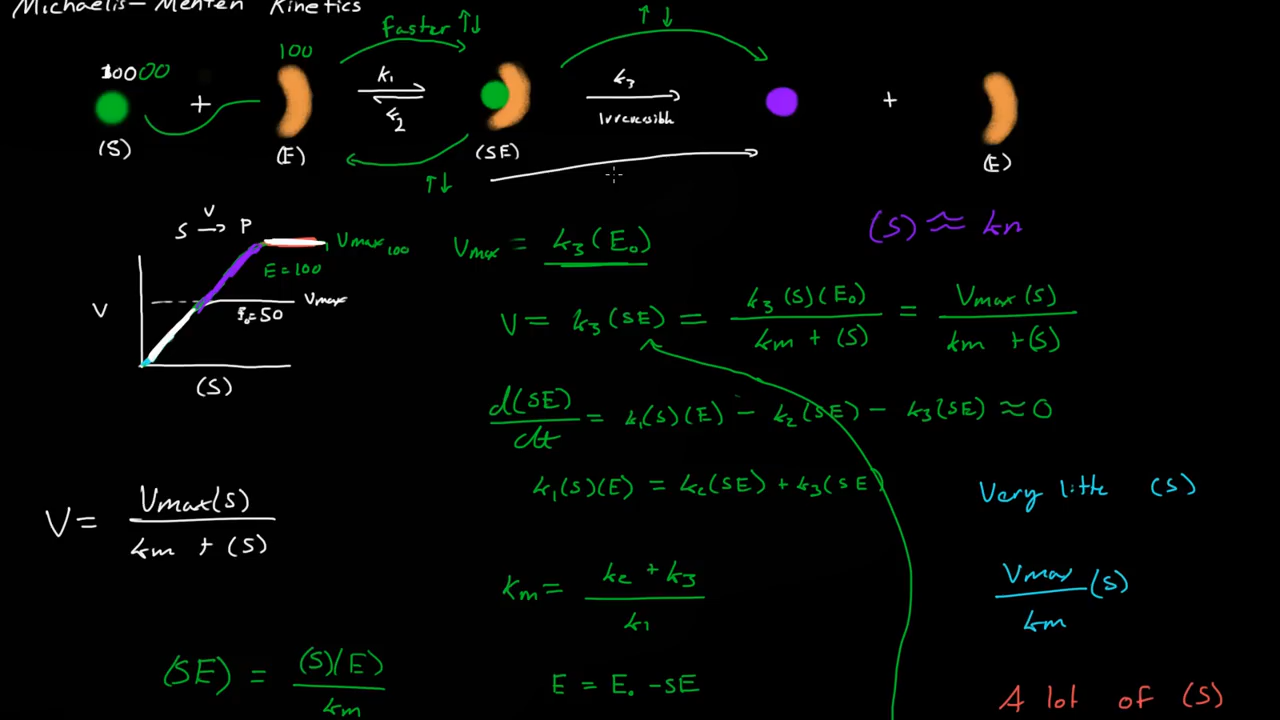 Michaelis-Menten Kinetics
Faster ↑↓
↑↓
10000
100
+
k₁
k₂
k₃
Irreversible
+
(S)
(E)
(SE)
(E)
↑↓
S →V P
Vmax 100
E = 100
V
Vmax
E₀=50
(S)
Vmax = k₃(E₀)
(S) ≈ km
V = k₃(SE) = k₃(S)(E₀) / km + (S) = Vmax(S) / km + (S)
d(SE)/dt = k₁(S)(E) - k₂(SE) - k₃(SE) ≈ 0
k₁(S)(E) = k₂(SE) + k₃(SE)
Very little (S)
V = Vmax(S) / km + (S)
km = k₂ + k₃ / k₁
Vmax / km (S)
(SE) = (S)(E) / km
E = E₀ - SE
A lot of (S)